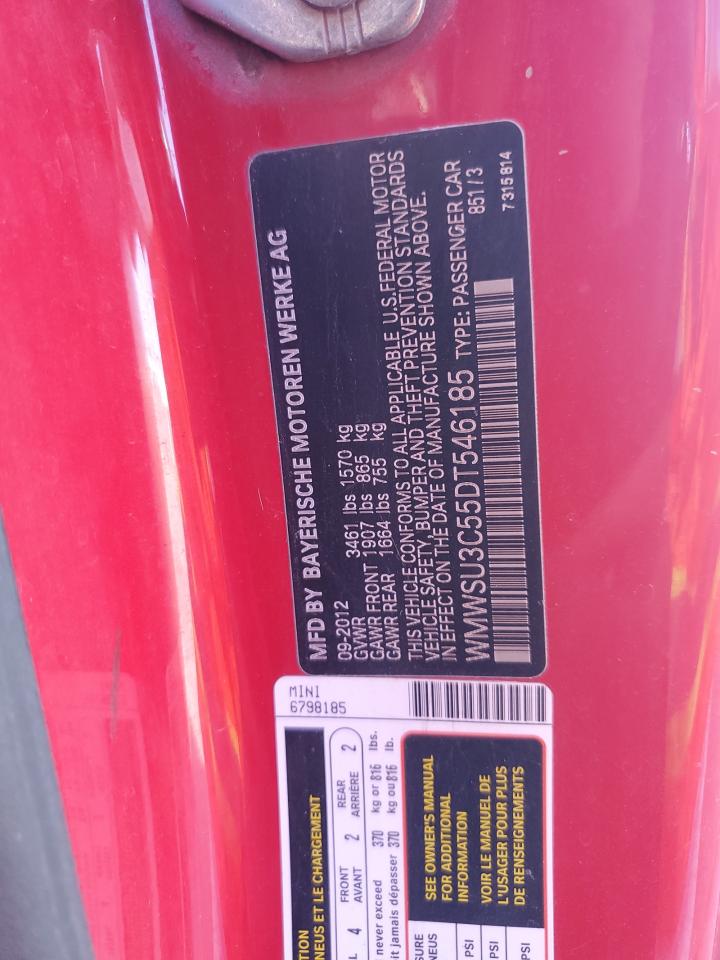 MFD BY BAYERISCHE MOTOREN WERKE AG
09-2012
GVWR 3461 lbs 1570 kg
GAWR FRONT 1907 lbs 865 kg
GAWR REAR 1664 lbs 755 kg
THIS VEHICLE CONFORMS TO ALL APPLICABLE U.S.FEDERAL MOTOR
VEHICLE SAFETY, BUMPER AND THEFT PREVENTION STANDARDS
IN EFFECT ON THE DATE OF MANUFACTURE SHOWN ABOVE.
WMWSU3C55DT546185 TYPE: PASSENGER CAR
851/3
7315814
MINI
6798185
NEUS ET LE CHARGEMENT
4 FRONT 2 REAR 2
AVANT ARRIÈRE
never exceed 370 kg or 816 lbs.
jamais dépasser 370 kg ou 816 lb.
SEE OWNER'S MANUAL
FOR ADDITIONAL
INFORMATION
VOIR LE MANUEL DE
L'USAGER POUR PLUS
DE RENSEIGNEMENTS
PSI
PSI
PSI